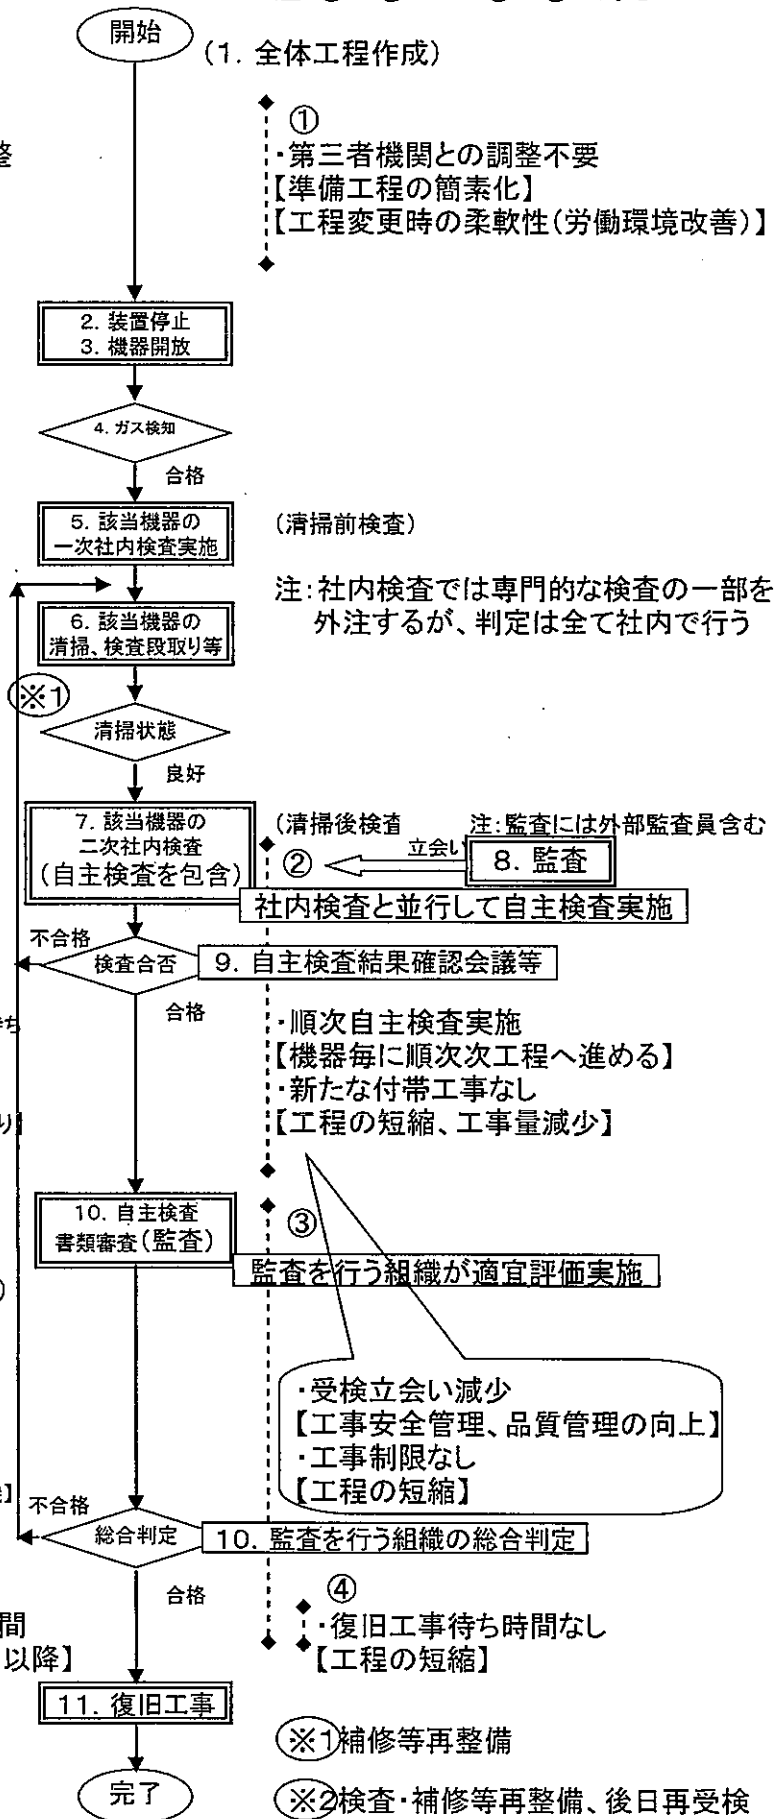 開始
(1. 全体工程作成)
①
整
・第三者機関との調整不要
【準備工程の簡素化】
【工程変更時の柔軟性(労働環境改善)】
2. 装置停止
3. 機器開放
4. ガス検知
合格
5. 該当機器の
一次社内検査実施
(清掃前検査)
注:社内検査では専門的な検査の一部を
外注するが、判定は全て社内で行う
6. 該当機器の
清掃、検査段取り等
※1
清掃状態
良好
7. 該当機器の
二次社内検査
(自主検査を包含)
(清掃後検査
注:監査には外部監査員含む
②
立会い
8. 監査
社内検査と並行して自主検査実施
不合格
検査合否
9. 自主検査結果確認会議等
合格
・順次自主検査実施
【機器毎に順次次工程へ進める】
・新たな付帯工事なし
り】
【工程の短縮、工事量減少】
10. 自主検査
書類審査(監査)
③
監査を行う組織が適宜評価実施
)
・受検立会い減少
【工事安全管理、品質管理の向上】
・工事制限なし
【工程の短縮】
不合格
総合判定
10. 監査を行う組織の総合判定
合格
④
間
・復旧工事待ち時間なし
以降】
【工程の短縮】
11. 復旧工事
※1補修等再整備
完了
※2検査・補修等再整備、後日再受検